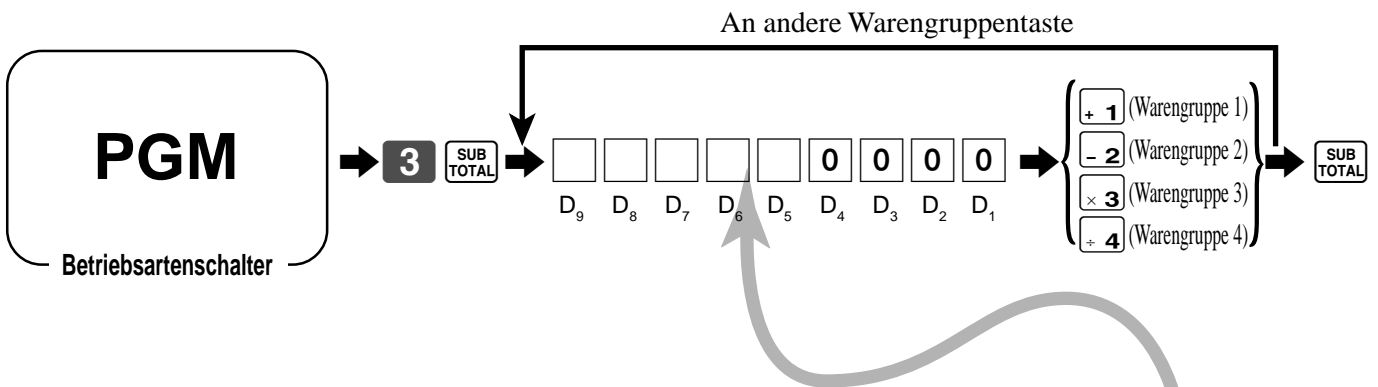 An andere Warengruppentaste
PGM
Betriebsartenschalter
3 SUB TOTAL
0 0 0 0
D9 D8 D7 D6 D5 D4 D3 D2 D1
+ 1 (Warengruppe 1)
− 2 (Warengruppe 2)
× 3 (Warengruppe 3)
÷ 4 (Warengruppe 4)
SUB TOTAL